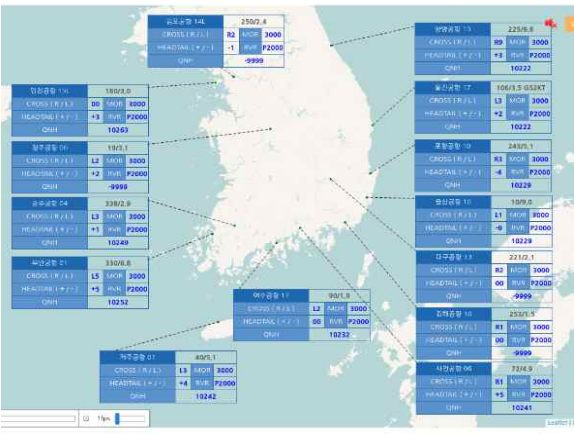 김포공항 14L 250/2.4
CROSS ( R / L ) R2 MOR 3000
HEADTAIL ( + / - ) -1 RVR P2000
QNH -9999
양양공항 15 225/6.6
CROSS ( R / L ) R9 MOR 3000
HEADTAIL ( + / - ) +3 RVR P2000
QNH 10222
180/3.0
CROSS ( R / L ) 00 MOR 3000
HEADTAIL ( + / - ) +3 RVR P2000
QNH 10263
울진공항 17 106/3.5 GS2KT
CROSS ( R / L ) L3 MOR 3000
HEADTAIL ( + / - ) +2 RVR P2000
QNH 10222
청주공항 06 19/3.1
CROSS ( R / L ) L2 MOR 3000
HEADTAIL ( + / - ) +2 RVR P2000
QNH -9999
포항공항 10 243/5.1
CROSS ( R / L ) R3 MOR 3000
HEADTAIL ( + / - ) -4 RVR P2000
QNH 10229
광주공항 04 338/2.9
CROSS ( R / L ) L3 MOR 3000
HEADTAIL ( + / - ) +1 RVR P2000
QNH 10249
울산공항 10/9.0
CROSS ( R / L ) L1 MOR 3000
HEADTAIL ( + / - ) RVR P2000
QNH 10229
무안공항 01 330/6.8
CROSS ( R / L ) L5 MOR 3000
HEADTAIL ( + / - ) +5 RVR P2000
QNH 10252
대구공항 13 221/2.1
CROSS ( R / L ) R2 MOR 3000
HEADTAIL ( + / - ) 00 RVR P2000
QNH -9999
여수공항 17 90/1.9
CROSS ( R / L ) L2 MOR 3000
HEADTAIL ( + / - ) 00 RVR P2000
QNH 10232
김해공항 18 253/1.5
CROSS ( R / L ) R1 MOR 3000
HEADTAIL ( + / - ) 00 RVR P2000
QNH -9999
제주공항 07 40/5.1
CROSS ( R / L ) L3 MOR 3000
HEADTAIL ( + / - ) +4 RVR P2000
QNH 10242
사천공항 06 72/4.9
CROSS ( R / L ) R1 MOR 3000
HEADTAIL ( + / - ) +5 RVR P2000
QNH 10241
Leaflet